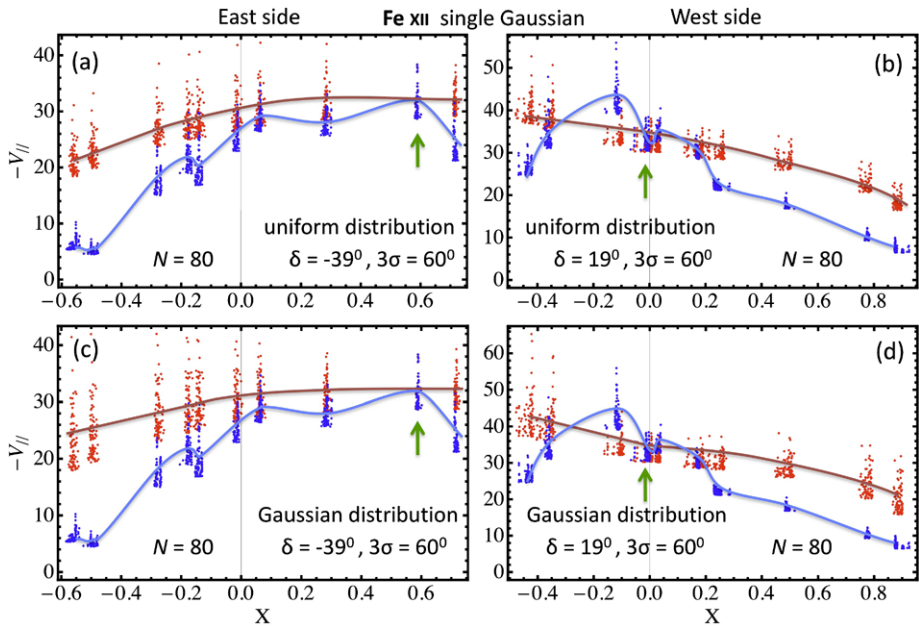 East side Fe XII single Gaussian West side
(a)
40
30
20
10
0
−V//
uniform distribution
N = 80 δ = -39⁰ , 3σ = 60⁰
−0.6 −0.4 −0.2 0.0 0.2 0.4 0.6
(b)
50
40
30
20
10
0
uniform distribution
δ = 19⁰ , 3σ = 60⁰ N = 80
−0.4 −0.2 0.0 0.2 0.4 0.6 0.8
(c)
40
30
20
10
0
−V//
Gaussian distribution
N = 80 δ = -39⁰ , 3σ = 60⁰
−0.6 −0.4 −0.2 0.0 0.2 0.4 0.6
X
(d)
60
50
40
30
20
10
0
Gaussian distribution
δ = 19⁰ , 3σ = 60⁰ N = 80
−0.4 −0.2 0.0 0.2 0.4 0.6 0.8
X